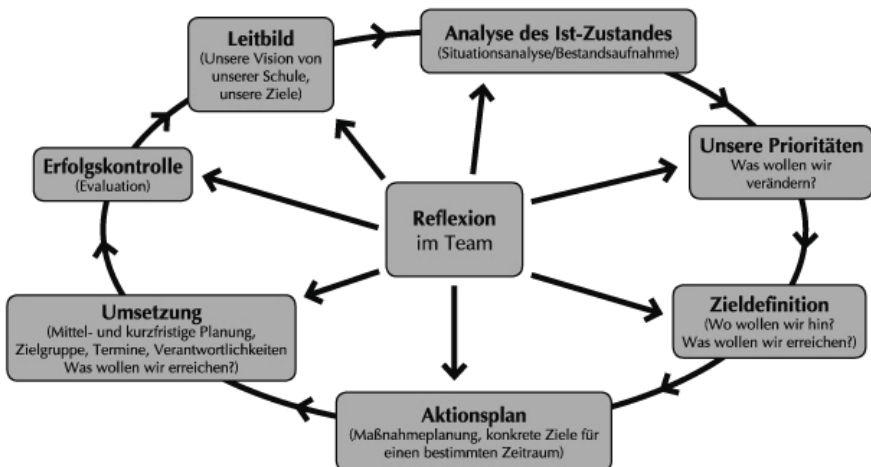 Leitbild
(Unsere Vision von
unserer Schule,
unsere Ziele)
Analyse des Ist-Zustandes
(Situationsanalyse/Bestandsaufnahme)
Unsere Prioritäten
Was wollen wir
verändern?
Zieldefinition
(Wo wollen wir hin?
Was wollen wir erreichen?)
Aktionsplan
(Maßnahmeplanung, konkrete Ziele für
einen bestimmten Zeitraum)
Umsetzung
(Mittel- und kurzfristige Planung,
Zielgruppe, Termine, Verantwortlichkeiten
Was wollen wir erreichen?)
Erfolgskontrolle
(Evaluation)
Reflexion
im Team